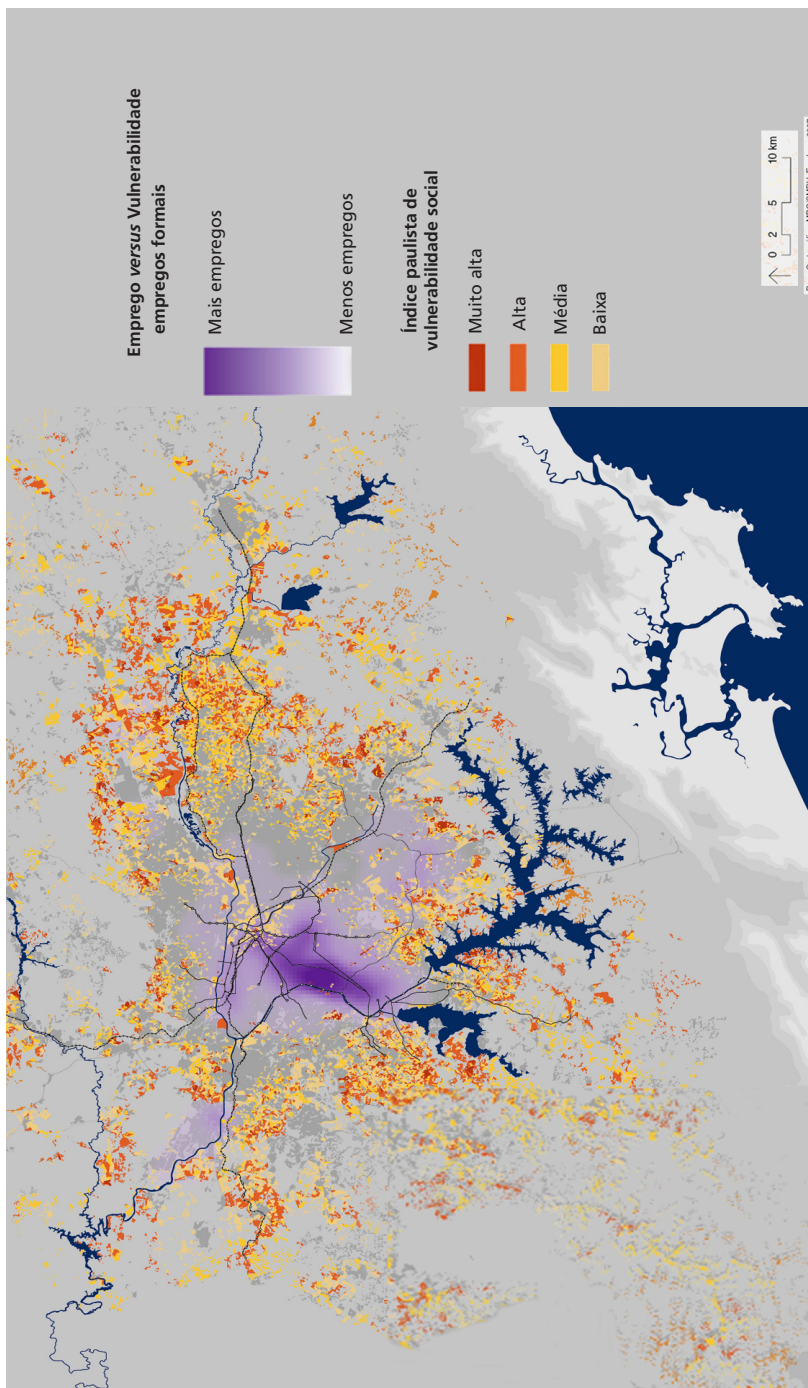 Emprego versus Vulnerabilidade
empregos formais
Mais empregos
Menos empregos
Índice paulista de
vulnerabilidade social
Muito alta
Alta
Média
Baixa
0 2 5 10 km